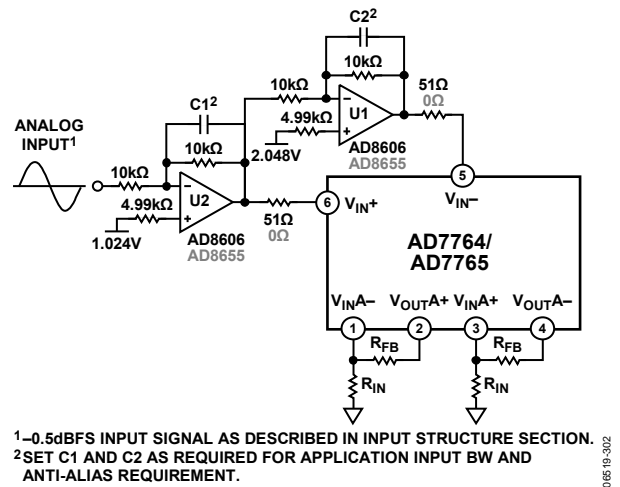 C2²
10kΩ
10kΩ
51Ω
0Ω
U1
4.99kΩ
2.048V
AD8606
AD8655
C1²
10kΩ
ANALOG
INPUT¹
10kΩ
U2
4.99kΩ
1.024V
AD8606
AD8655
51Ω
0Ω
5
VIN−
6
VIN+
AD7764/
AD7765
VINA− VOUTA+ VINA+ VOUTA−
1 2 3 4
RFB RFB
RIN RIN
¹–0.5dBFS INPUT SIGNAL AS DESCRIBED IN INPUT STRUCTURE SECTION.
²SET C1 AND C2 AS REQUIRED FOR APPLICATION INPUT BW AND
ANTI-ALIAS REQUIREMENT.
06519-302